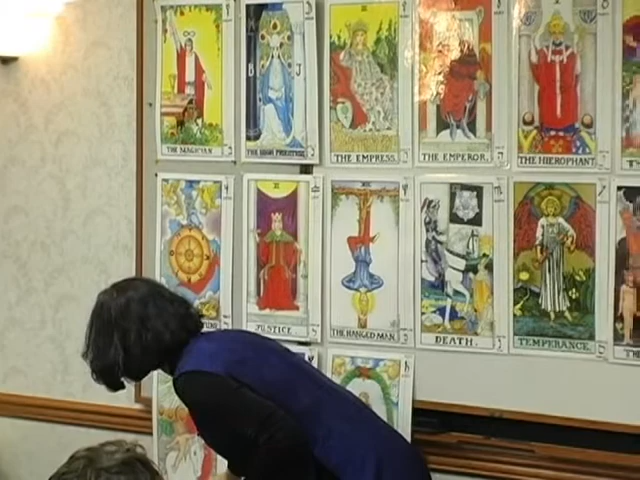 THE MAGICIAN
THE HIGH PRIESTESS
THE EMPRESS.
THE EMPEROR.
THE HIEROPHANT
B J
JUSTICE.
THE HANGED MAN.
DEATH.
TEMPERANCE.